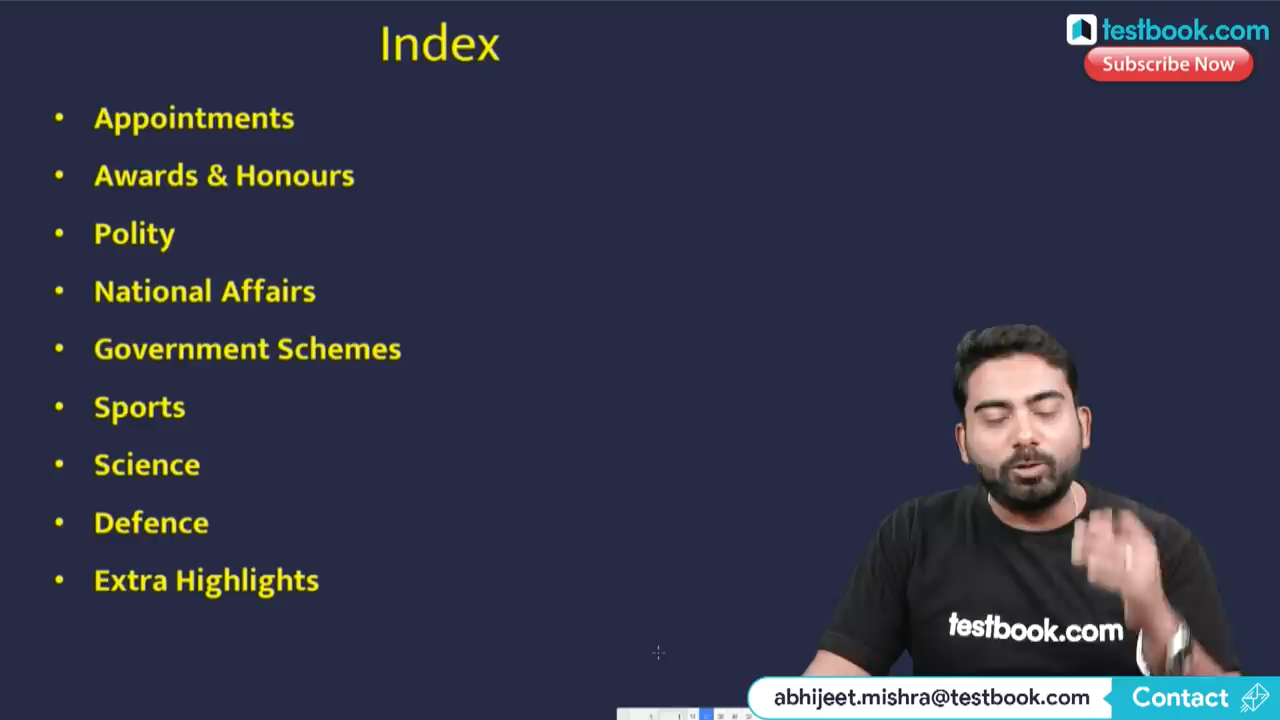 Index
testbook.com
Subscribe Now
• Appointments
• Awards & Honours
• Polity
• National Affairs
• Government Schemes
• Sports
• Science
• Defence
• Extra Highlights
testbook.com
abhijeet.mishra@testbook.com
Contact